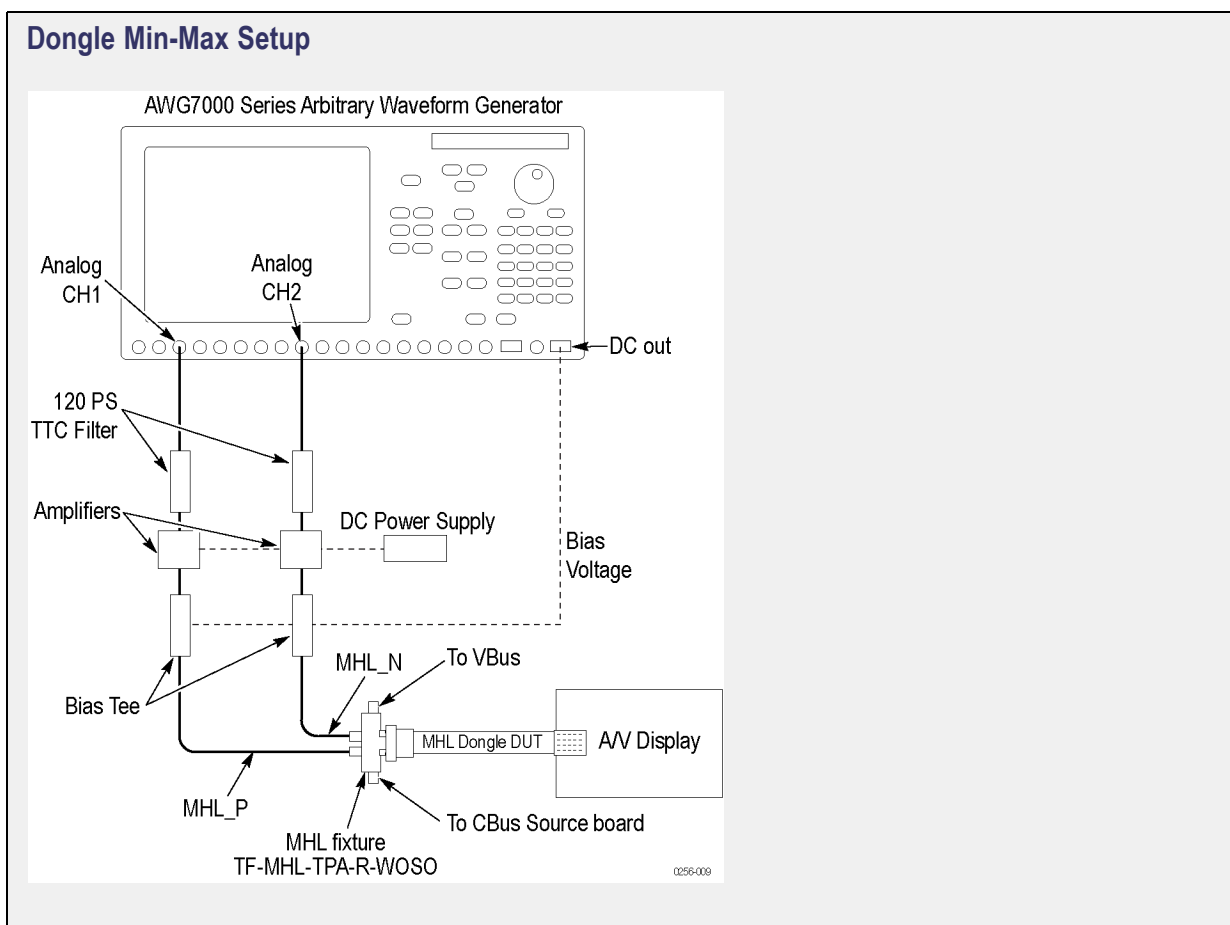 Dongle Min-Max Setup
AWG7000 Series Arbitrary Waveform Generator
Analog
CH1
Analog
CH2
DC out
120 PS
TTC Filter
Amplifiers
DC Power Supply
Bias
Voltage
MHL_N
To VBus
Bias Tee
MHL Dongle DUT
A/V Display
MHL_P
To CBus Source board
MHL fixture
TF-MHL-TPA-R-WOSO
0256-009